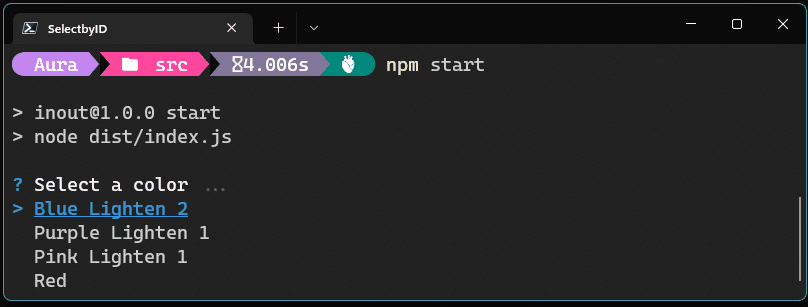 SelectbyID
Aura src 4.006s npm start
> inout@1.0.0 start
> node dist/index.js
? Select a color ...
> Blue Lighten 2
Purple Lighten 1
Pink Lighten 1
Red